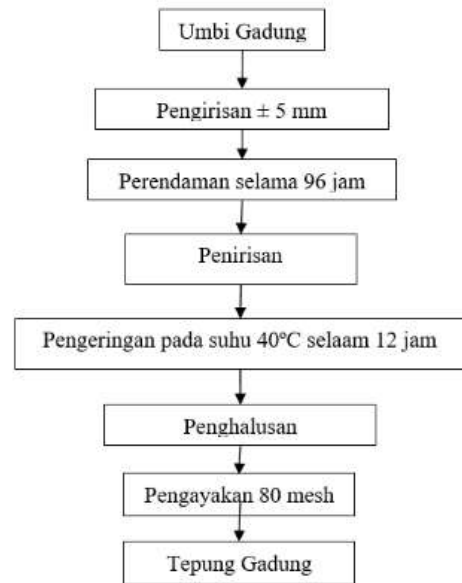 Umbi Gadung
Pengirisan ± 5 mm
Perendaman selama 96 jam
Penirisan
Pengeringan pada suhu 40°C selaam 12 jam
Penghalusan
Pengayakan 80 mesh
Tepung Gadung